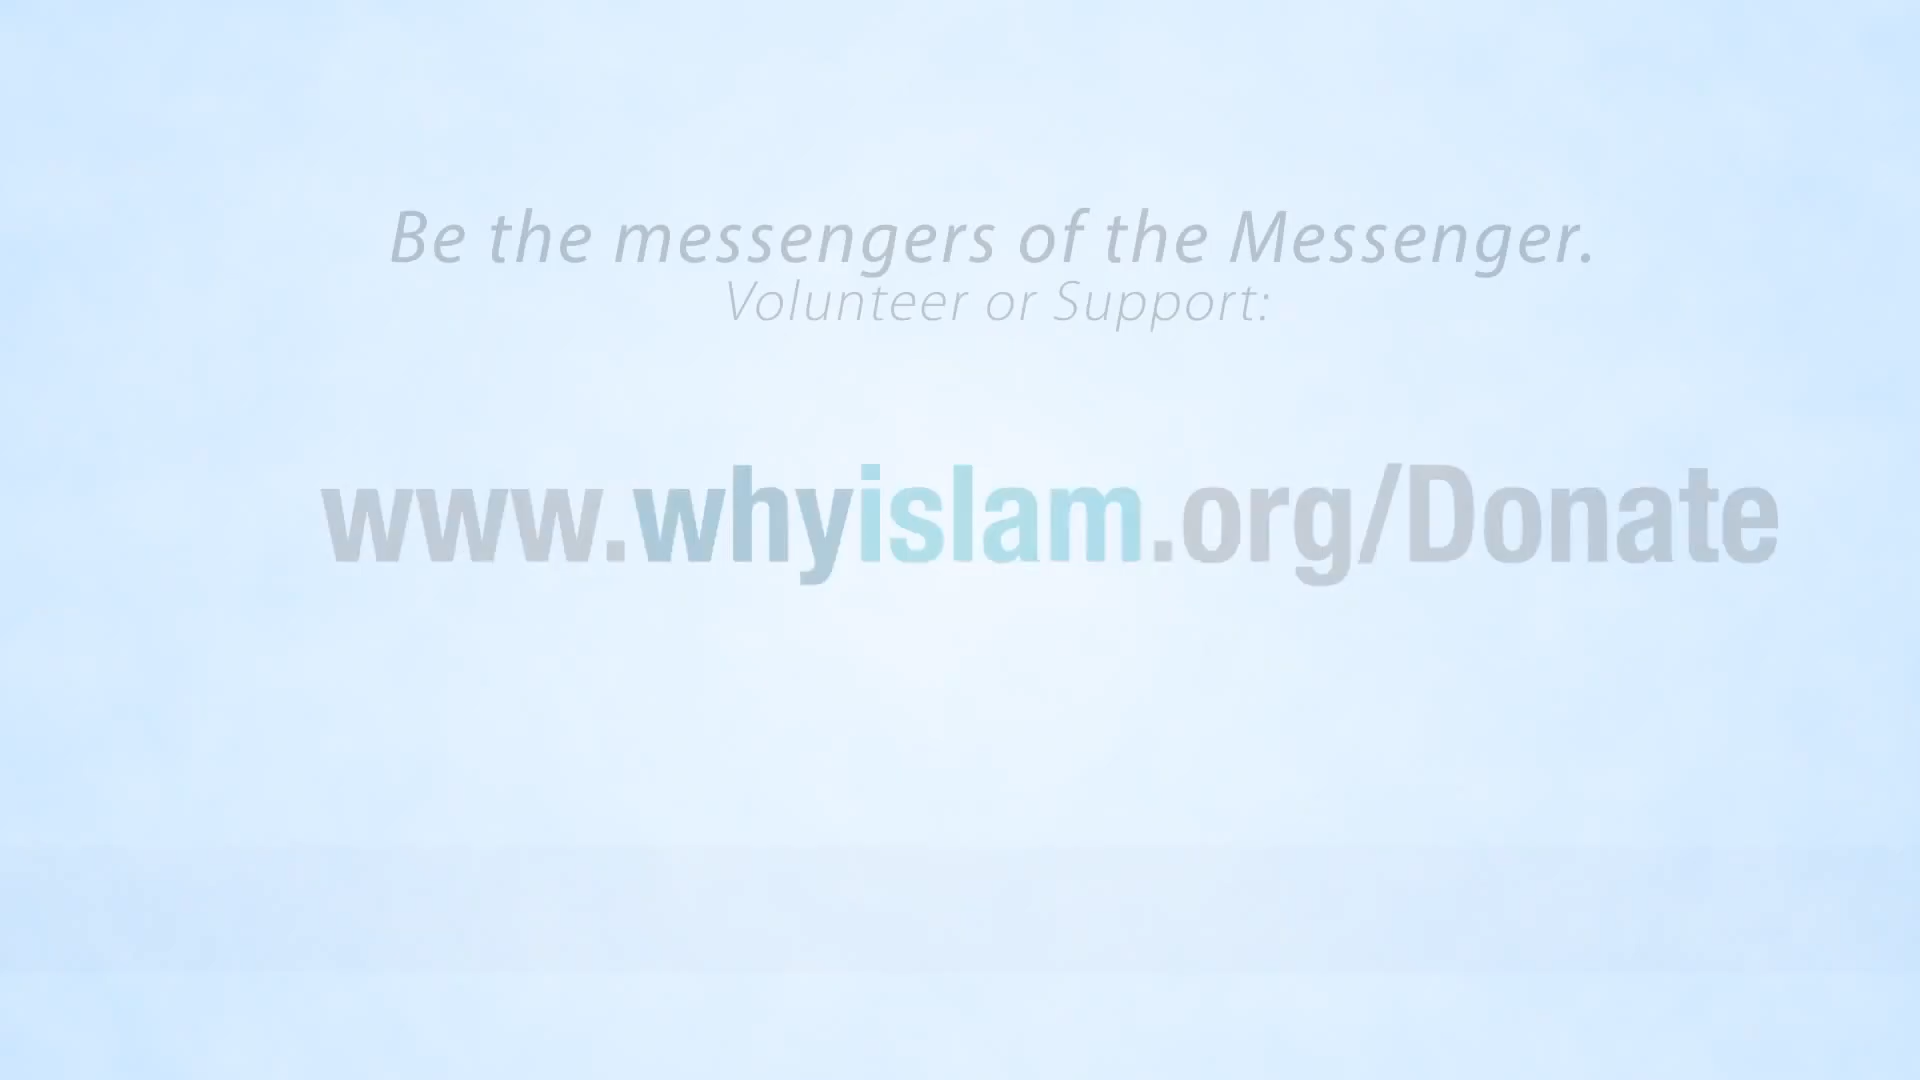 Be the messengers of the Messenger.
Volunteer or Support:
www.whyislam.org/Donate